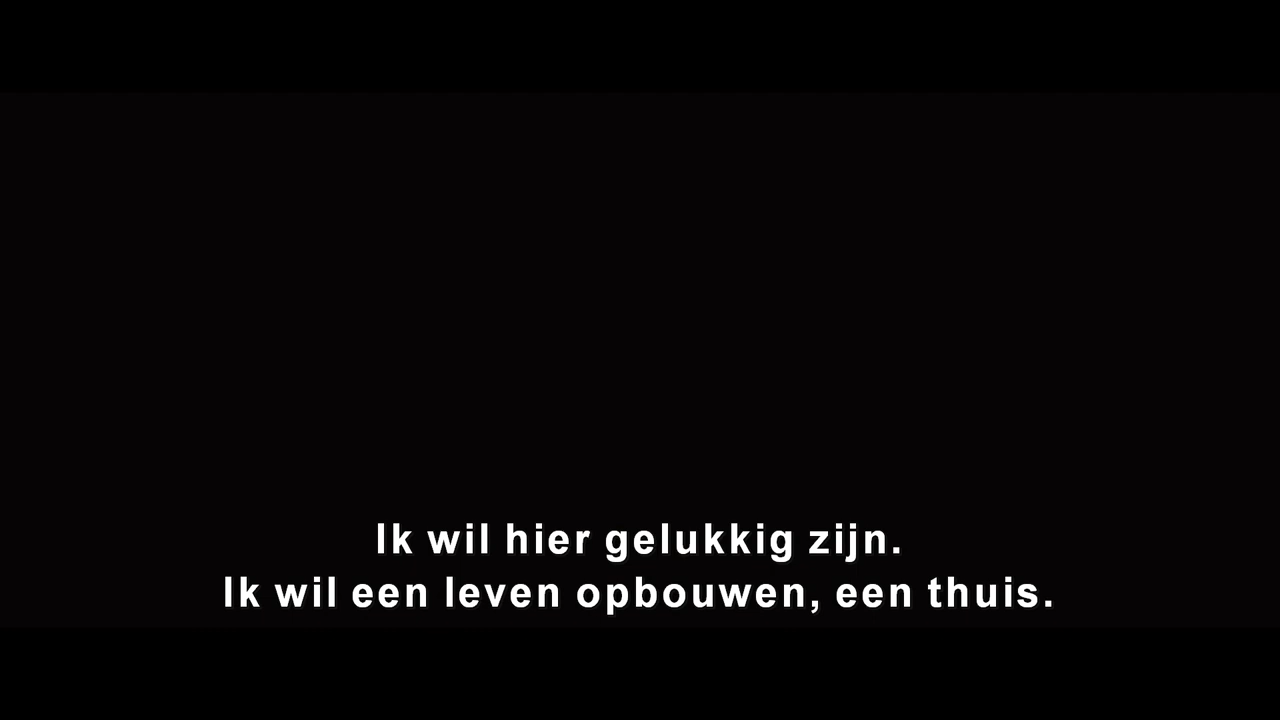 Ik wil hier gelukkig zijn.
Ik wil een leven opbouwen, een thuis.